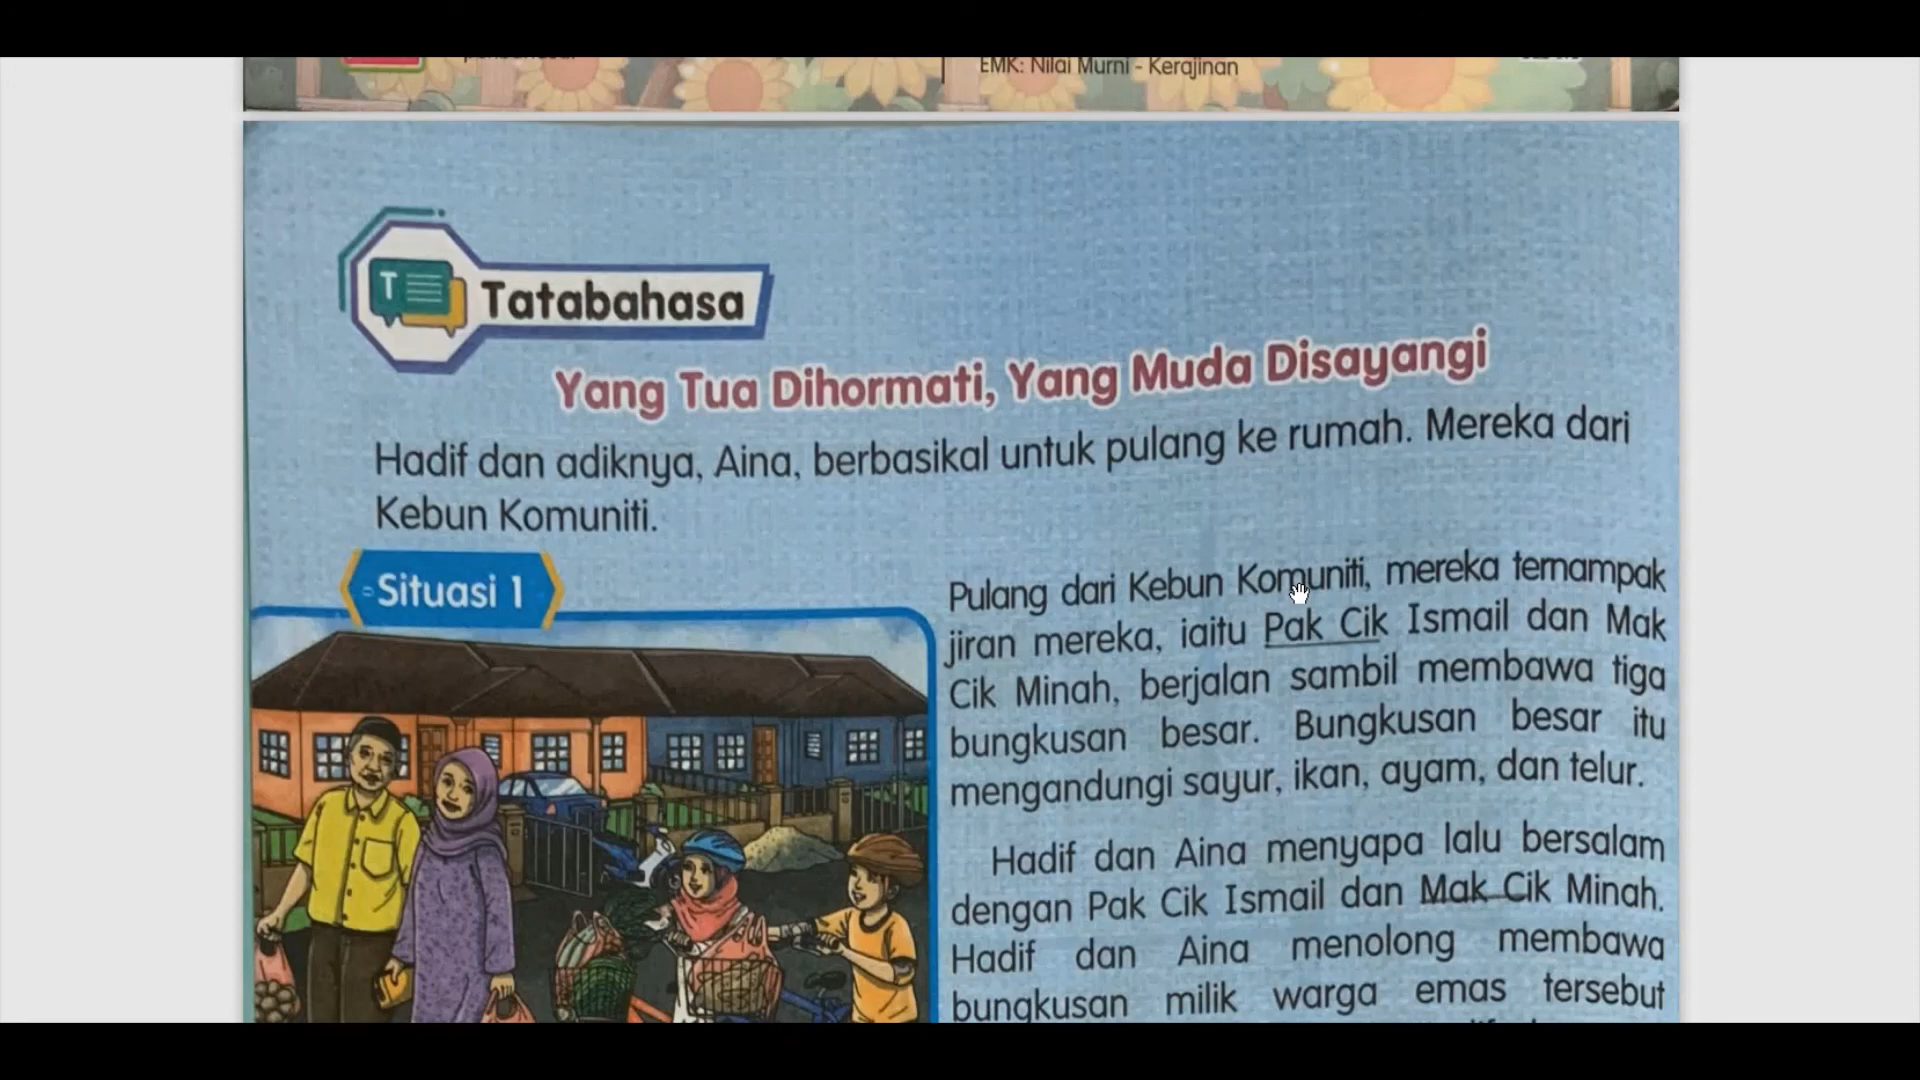 EMK: Nilai Murni - Kerajinan
T
Tatabahasa
Yang Tua Dihormati, Yang Muda Disayangi
Hadif dan adiknya, Aina, berbasikal untuk pulang ke rumah. Mereka dari
Kebun Komuniti.
Situasi 1
Pulang dari Kebun Komuniti, mereka ternampak
jiran mereka, iaitu Pak Cik Ismail dan Mak
Cik Minah, berjalan sambil membawa tiga
bungkusan besar. Bungkusan besar itu
mengandungi sayur, ikan, ayam, dan telur.
Hadif dan Aina menyapa lalu bersalam
dengan Pak Cik Ismail dan Mak Cik Minah.
Hadif dan Aina menolong membawa
bungkusan milik warga emas tersebut